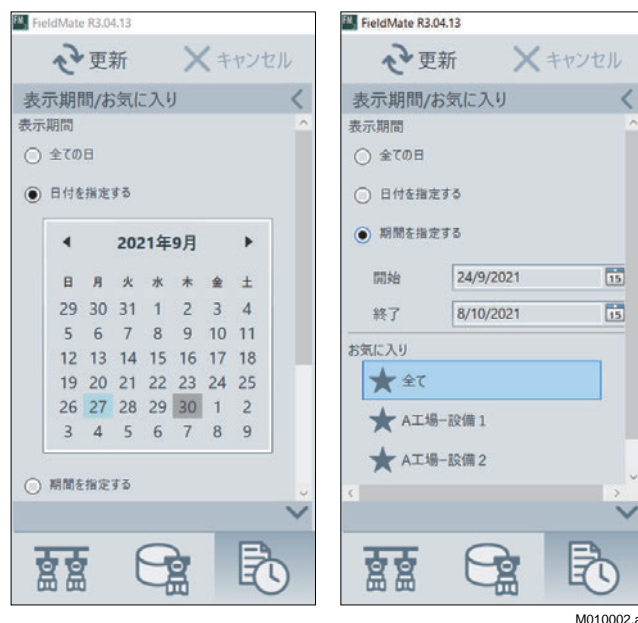 FieldMate R3.04.13
更新 キャンセル
表示期間/お気に入り
表示期間
全ての日
日付を指定する
2021年9月
日 月 火 水 木 金 土
29 30 31 1 2 3 4
5 6 7 8 9 10 11
12 13 14 15 16 17 18
19 20 21 22 23 24 25
26 27 28 29 30 1 2
3 4 5 6 7 8 9
期間を指定する
FieldMate R3.04.13
更新 キャンセル
表示期間/お気に入り
表示期間
全ての日
日付を指定する
期間を指定する
開始 24/9/2021 15
終了 8/10/2021 15
お気に入り
全て
A工場-設備 1
A工場-設備 2
M010002.a